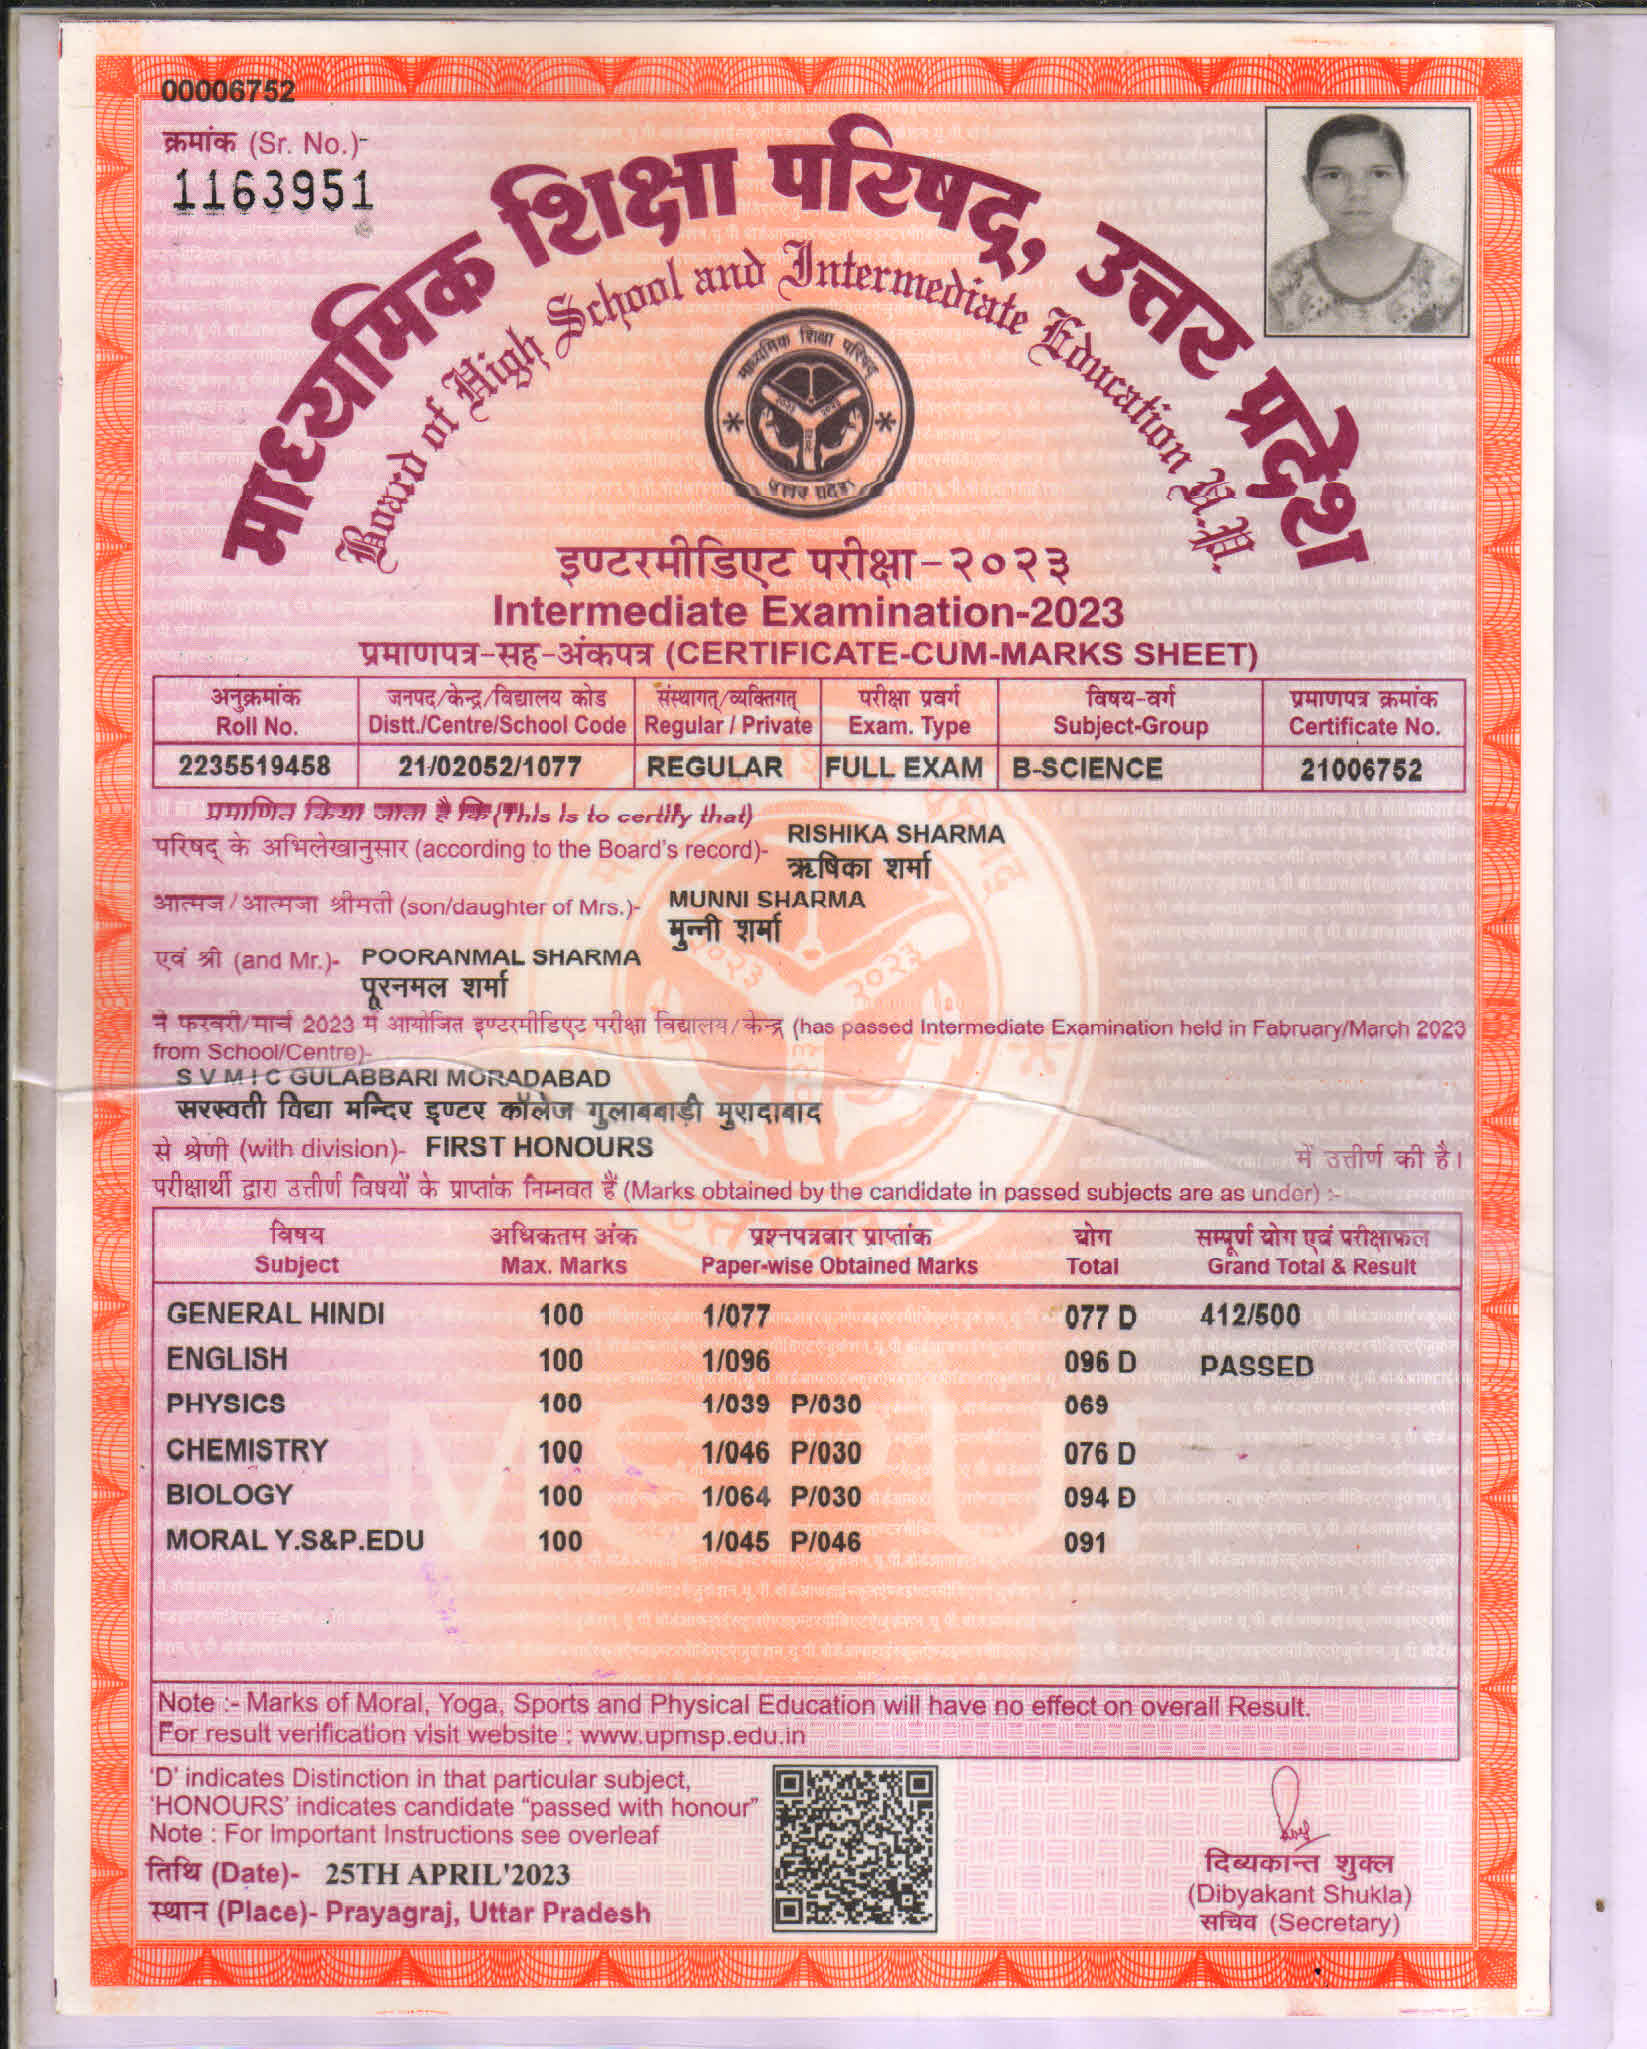 00006752
क्रमांक (Sr. No.)-
1163951
माध्यमिक शिक्षा परिषद्, उत्तर प्रदेश
Board of High School and Intermediate Education U.P.
माध्यमिक शिक्षा परिषद
उत्तर प्रदेश
इण्टरमीडिएट परीक्षा-२०२३
Intermediate Examination-2023
प्रमाणपत्र-सह-अंकपत्र (CERTIFICATE-CUM-MARKS SHEET)
अनुक्रमांक जनपद/केन्द्र/विद्यालय कोड संस्थागत्/व्यक्तिगत् परीक्षा प्रवर्ग विषय-वर्ग प्रमाणपत्र क्रमांक
Roll No. Distt./Centre/School Code Regular / Private Exam. Type Subject-Group Certificate No.
2235519458 21/02052/1077 REGULAR FULL EXAM B-SCIENCE 21006752
प्रमाणित किया जाता है कि (This is to certify that)
परिषद् के अभिलेखानुसार (according to the Board's record)- RISHIKA SHARMA
ऋषिका शर्मा
आत्मज/आत्मजा श्रीमती (son/daughter of Mrs.)- MUNNI SHARMA
मुन्नी शर्मा
एवं श्री (and Mr.)- POORANMAL SHARMA
पूरनमल शर्मा
ने फरवरी/मार्च 2023 में आयोजित इण्टरमीडिएट परीक्षा विद्यालय/केन्द्र (has passed Intermediate Examination held in Fabruary/March 2023
from School/Centre)-
S V M I C GULABBARI MORADABAD
सरस्वती विद्या मन्दिर इण्टर कॉलेज गुलाबबाड़ी मुरादाबाद
से श्रेणी (with division)- FIRST HONOURS में उत्तीर्ण की है।
परीक्षार्थी द्वारा उत्तीर्ण विषयों के प्राप्तांक निम्नवत हैं (Marks obtained by the candidate in passed subjects are as under) :-
विषय अधिकतम अंक प्रश्नपत्रवार प्राप्तांक योग सम्पूर्ण योग एवं परीक्षाफल
Subject Max. Marks Paper-wise Obtained Marks Total Grand Total & Result
GENERAL HINDI 100 1/077 077 D 412/500
ENGLISH 100 1/096 096 D PASSED
PHYSICS 100 1/039 P/030 069
CHEMISTRY 100 1/046 P/030 076 D
BIOLOGY 100 1/064 P/030 094 D
MORAL Y.S&P.EDU 100 1/045 P/046 091
Note :- Marks of Moral, Yoga, Sports and Physical Education will have no effect on overall Result.
For result verification visit website : www.upmsp.edu.in
'D' indicates Distinction in that particular subject,
'HONOURS' indicates candidate "passed with honour"
Note : For Important Instructions see overleaf
तिथि (Date)- 25TH APRIL'2023
स्थान (Place)- Prayagraj, Uttar Pradesh
दिब्यकान्त शुक्ल
(Dibyakant Shukla)
सचिव (Secretary)